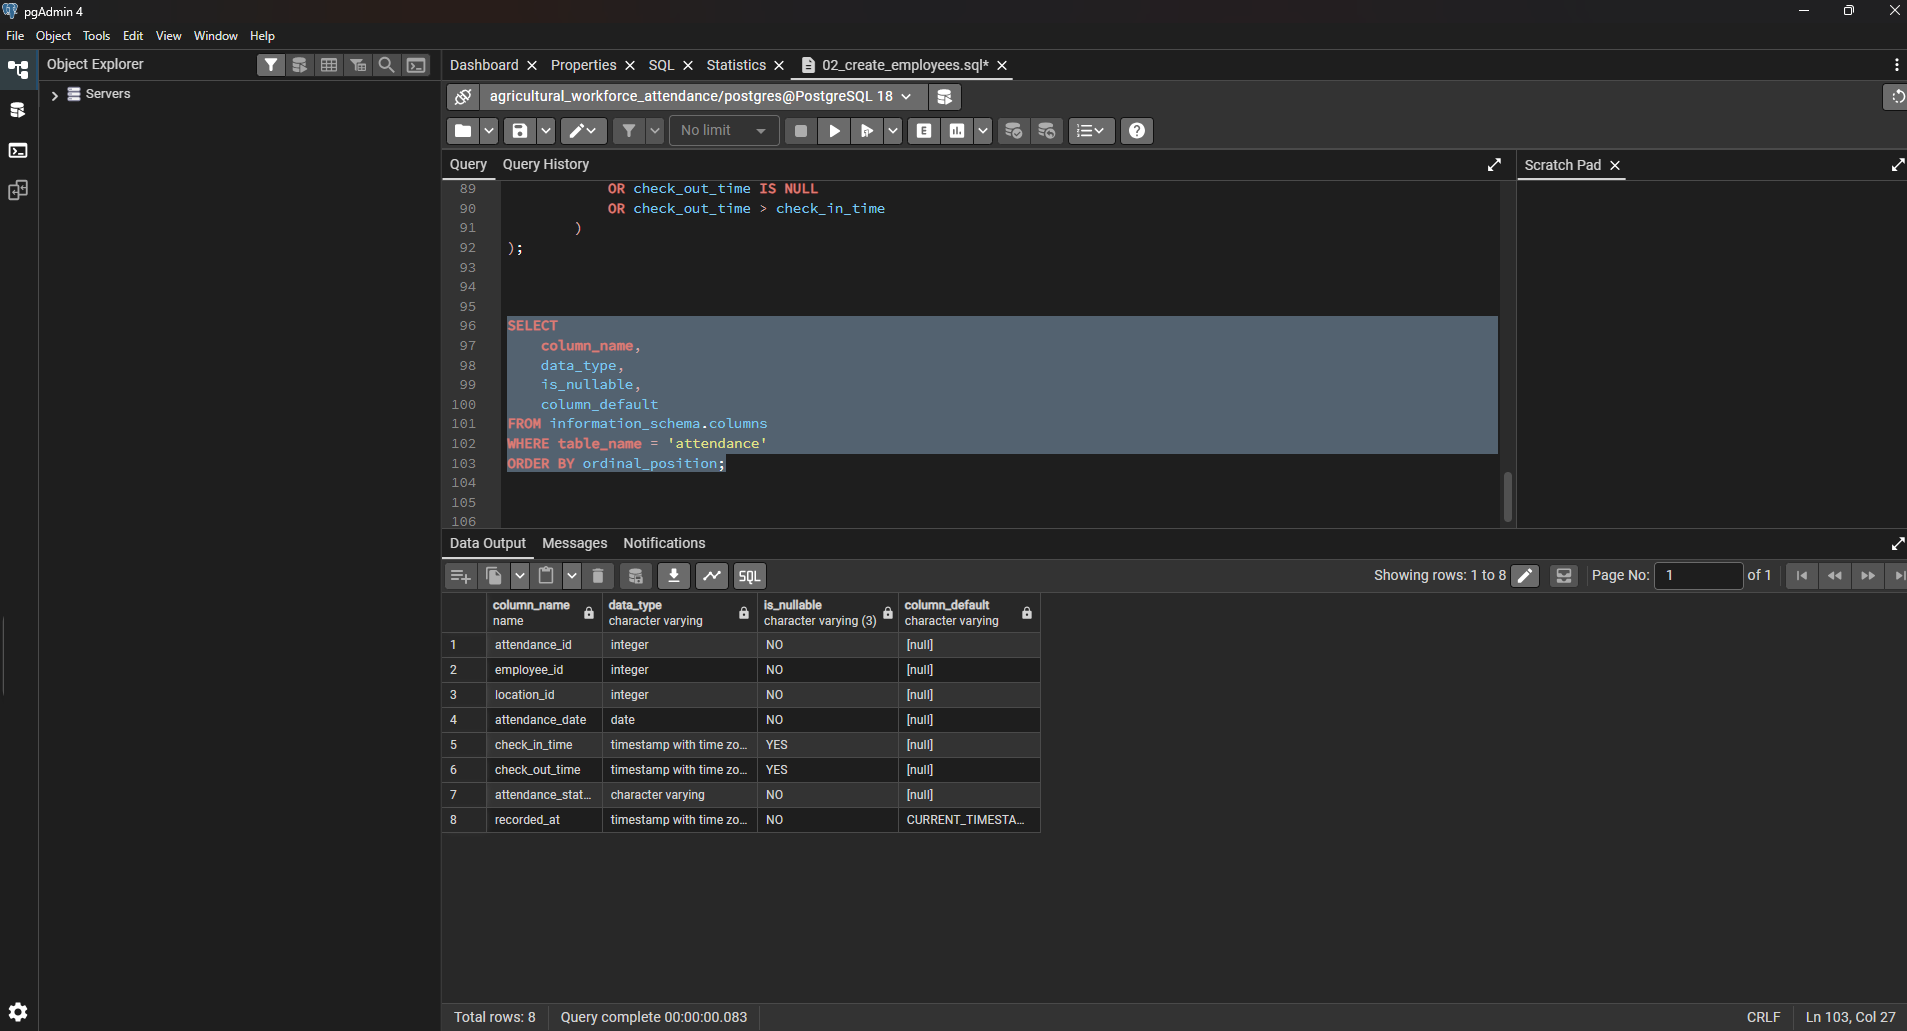 pgAdmin 4
File Object Tools Edit View Window Help
Object Explorer
Servers
Dashboard Properties SQL Statistics 02_create_employees.sql*
agricultural_workforce_attendance/postgres@PostgreSQL 18
No limit
E
Query Query History
Scratch Pad
89 OR check_out_time IS NULL
90 OR check_out_time > check_in_time
91 )
92 );
93
94
95
96 SELECT
97 column_name,
98 data_type,
99 is_nullable,
100 column_default
101 FROM information_schema.columns
102 WHERE table_name = 'attendance'
103 ORDER BY ordinal_position;
104
105
106
Data Output Messages Notifications
SQL Showing rows: 1 to 8 Page No: 1 of 1
column_name data_type is_nullable column_default
name character varying character varying (3) character varying
1 attendance_id integer NO [null]
2 employee_id integer NO [null]
3 location_id integer NO [null]
4 attendance_date date NO [null]
5 check_in_time timestamp with time zo... YES [null]
6 check_out_time timestamp with time zo... YES [null]
7 attendance_stat... character varying NO [null]
8 recorded_at timestamp with time zo... NO CURRENT_TIMESTA...
Total rows: 8 Query complete 00:00:00.083 CRLF Ln 103, Col 27